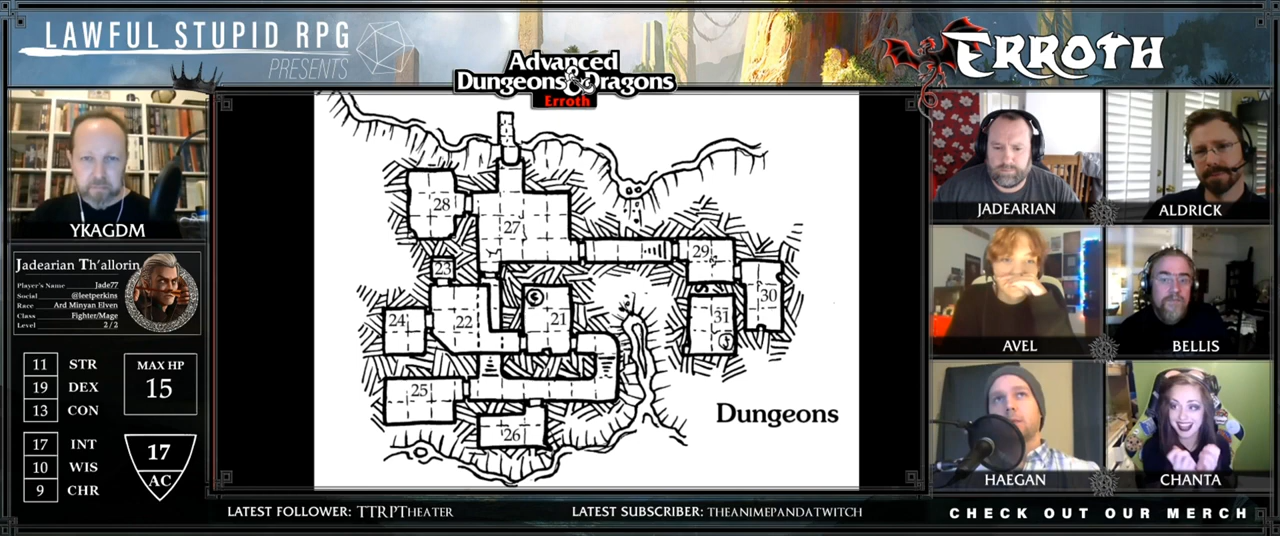 LAWFUL STUPID RPG
PRESENTS
Advanced
Dungeons & Dragons
Erroth
ERROTH
YKAGDM
Jadearian Th'allorin
Player's Name Jade77
Social @leetperkins
Race Ard Minyan Elven
Class Fighter/Mage
Level 2/2
11 STR
19 DEX
13 CON
MAX HP
15
17 INT
10 WIS
9 CHR
17
AC
28
27
23
29
30
24
22
21
31
25
26
Dungeons
JADEARIAN
ALDRICK
AVEL
BELLIS
HAEGAN
CHANTA
LATEST FOLLOWER: TTRPTHEATER
LATEST SUBSCRIBER: THEANIMEPANDATWITCH
CHECK OUT OUR MERCH